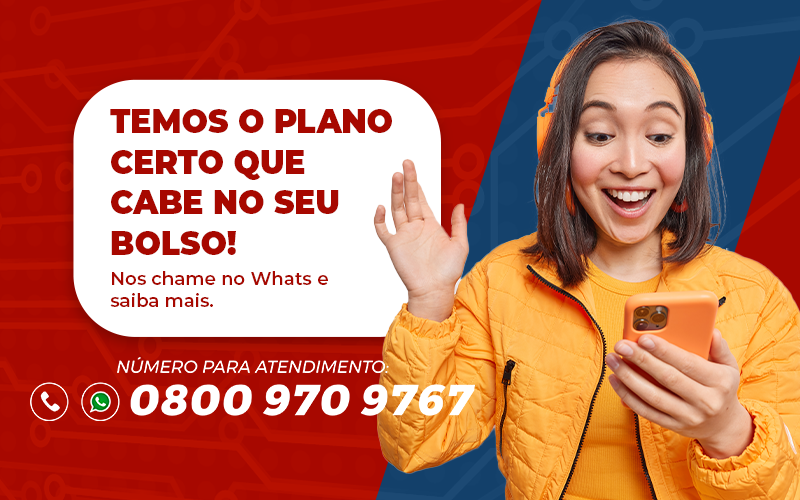 TEMOS O PLANO
CERTO QUE
CABE NO SEU
BOLSO!
Nos chame no Whats e
saiba mais.
NÚMERO PARA ATENDIMENTO:
0800 970 9767